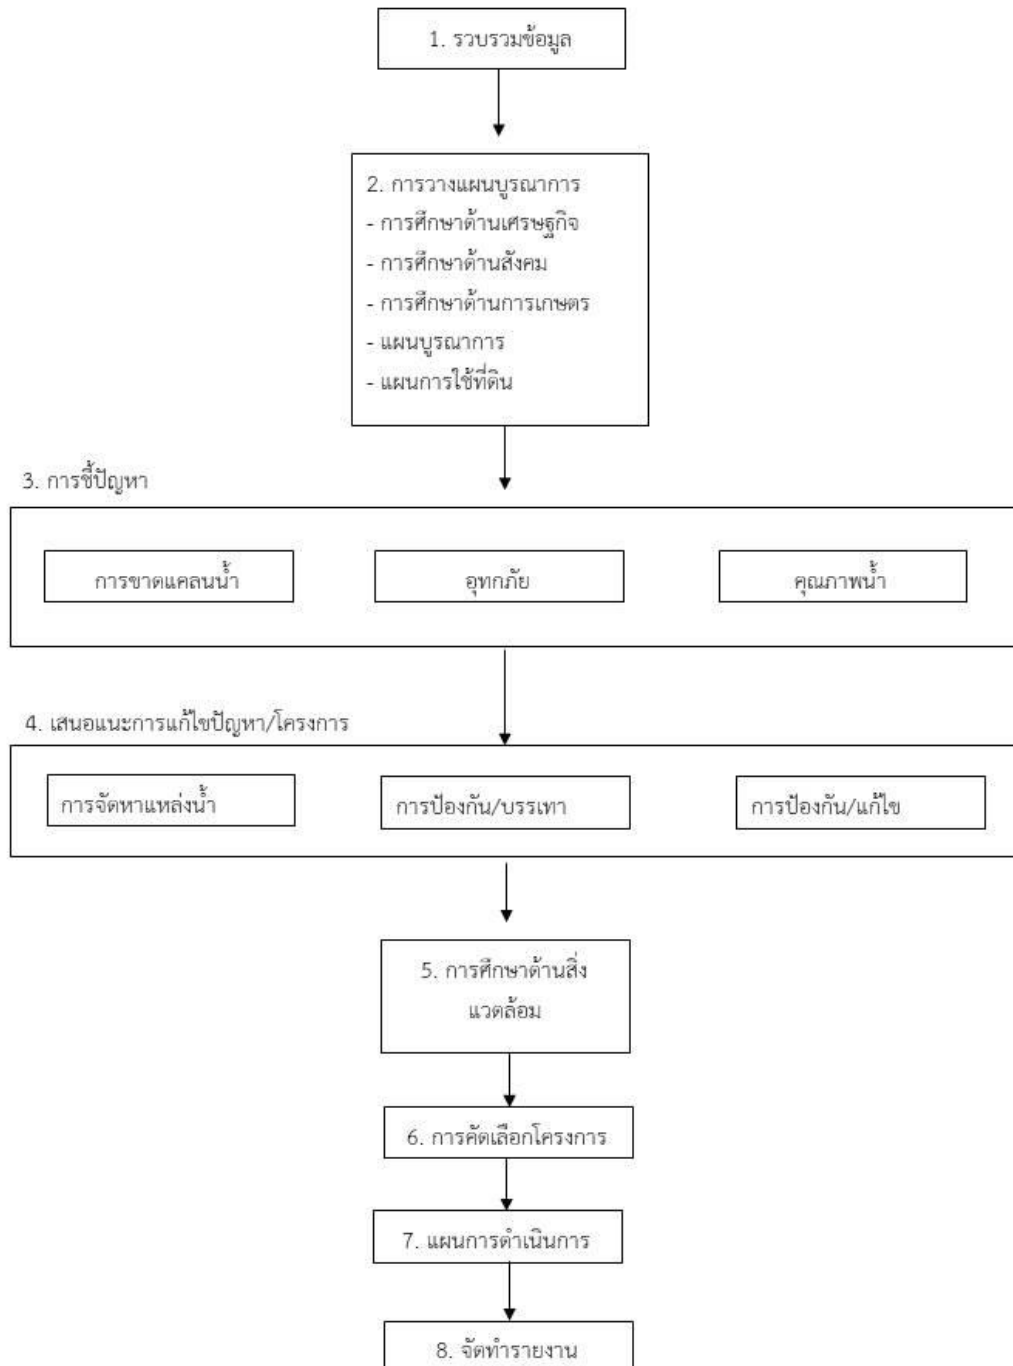 1. รวบรวมข้อมูล
2. การวางแผนบูรณาการ
- การศึกษาด้านเศรษฐกิจ
- การศึกษาด้านสังคม
- การศึกษาด้านการเกษตร
- แผนบูรณาการ
- แผนการใช้ที่ดิน
3. การชี้ปัญหา
การขาดแคลนน้ำ
อุทกภัย
คุณภาพน้ำ
4. เสนอแนะการแก้ไขปัญหา/โครงการ
การจัดหาแหล่งน้ำ
การป้องกัน/บรรเทา
การป้องกัน/แก้ไข
5. การศึกษาด้านสิ่ง
แวตล้อม
6. การคัดเลือกโครงการ
7. แผนการดำเนินการ
8. จัดทำรายงาน